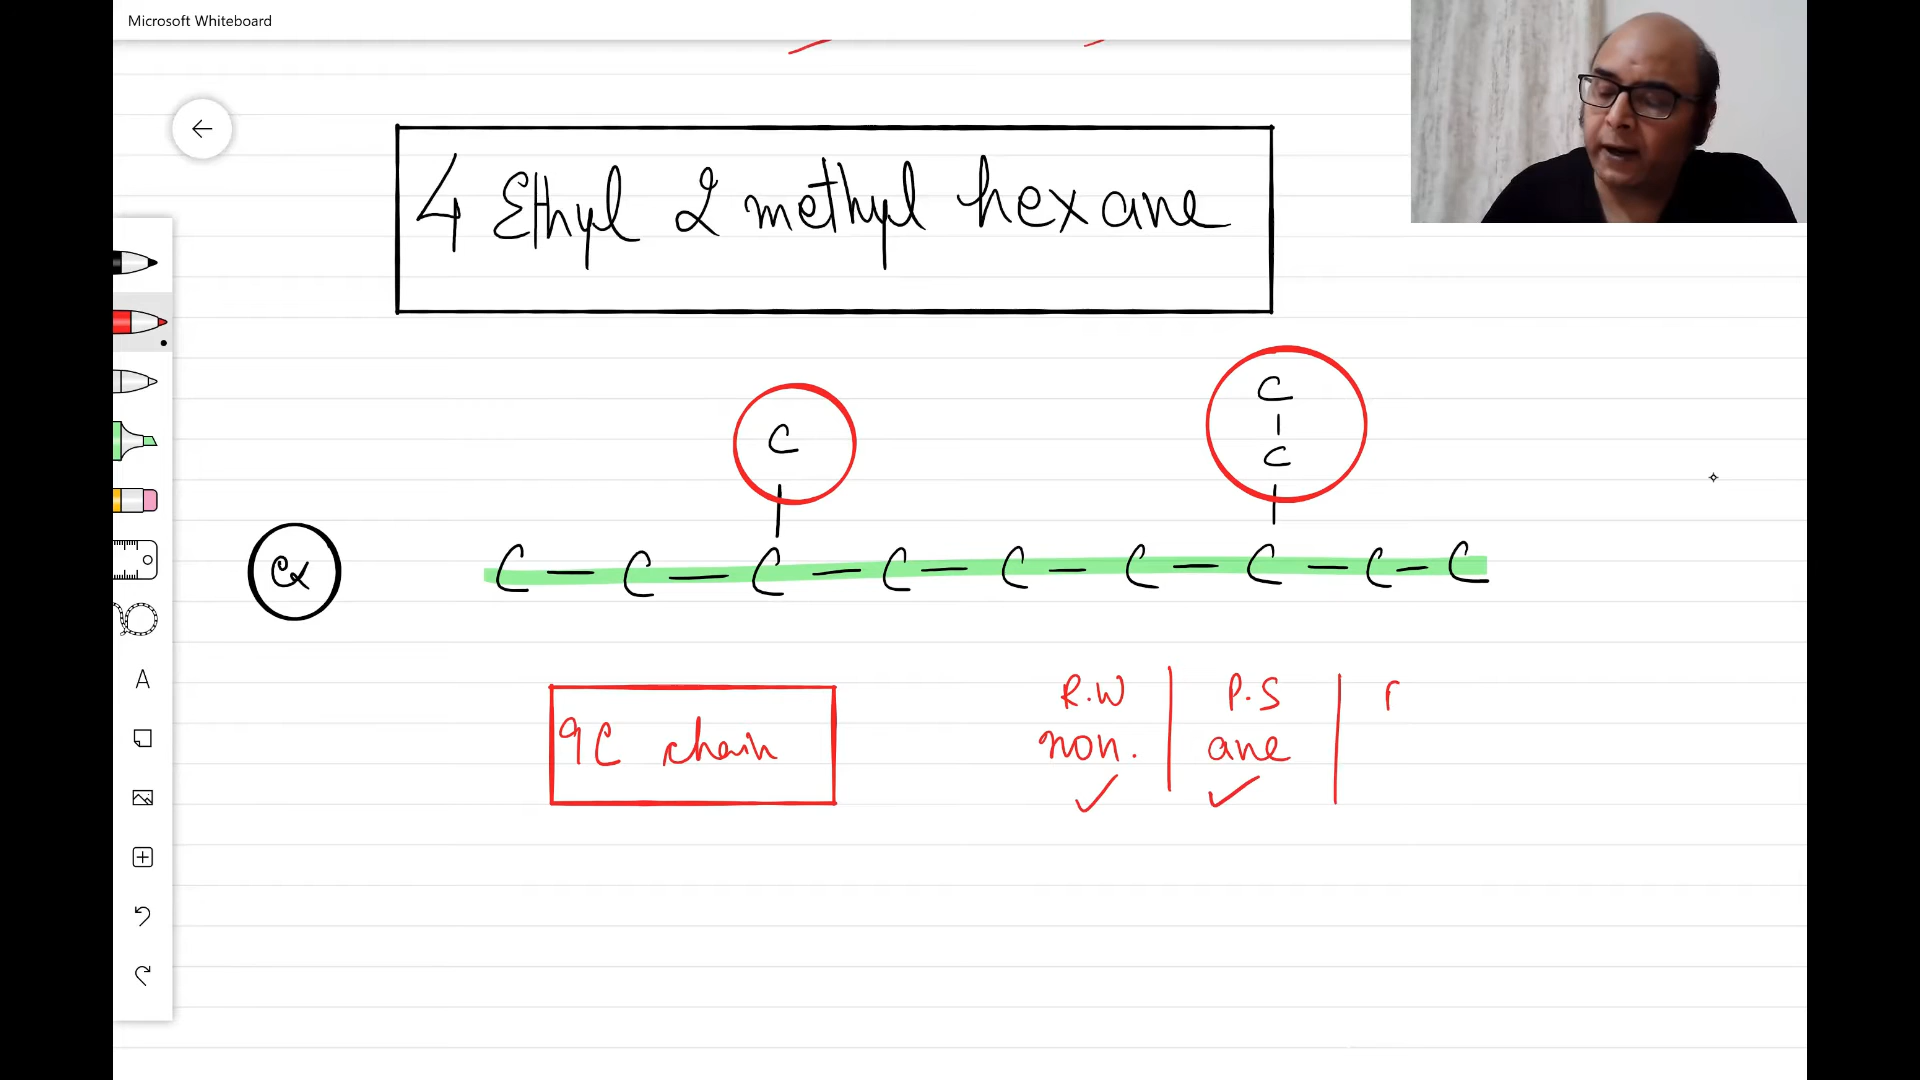 Microsoft Whiteboard
4 Ethyl 2 methyl hexane
C
C
C
Ex C — C — C — C — C — C — C — C — C
R.W P.S
9C chain non. ane
A